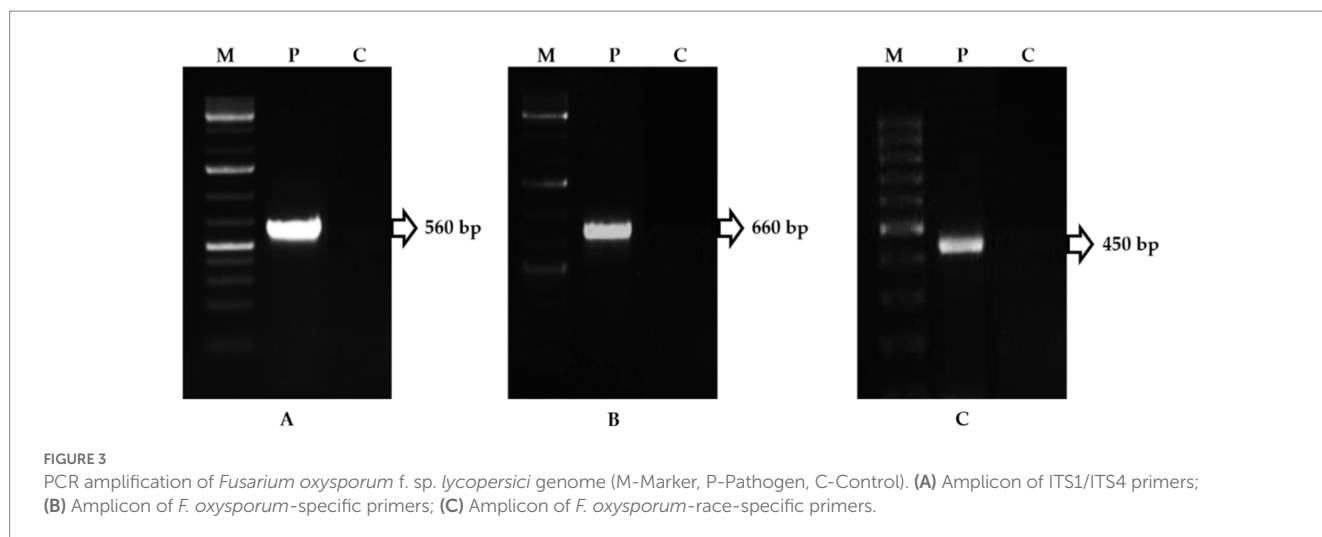 M P C
M P C
M P C
560 bp
660 bp
450 bp
A
B
C
FIGURE 3
PCR amplification of Fusarium oxysporum f. sp. lycopersici genome (M-Marker, P-Pathogen, C-Control). (A) Amplicon of ITS1/ITS4 primers;
(B) Amplicon of F. oxysporum-specific primers; (C) Amplicon of F. oxysporum-race-specific primers.